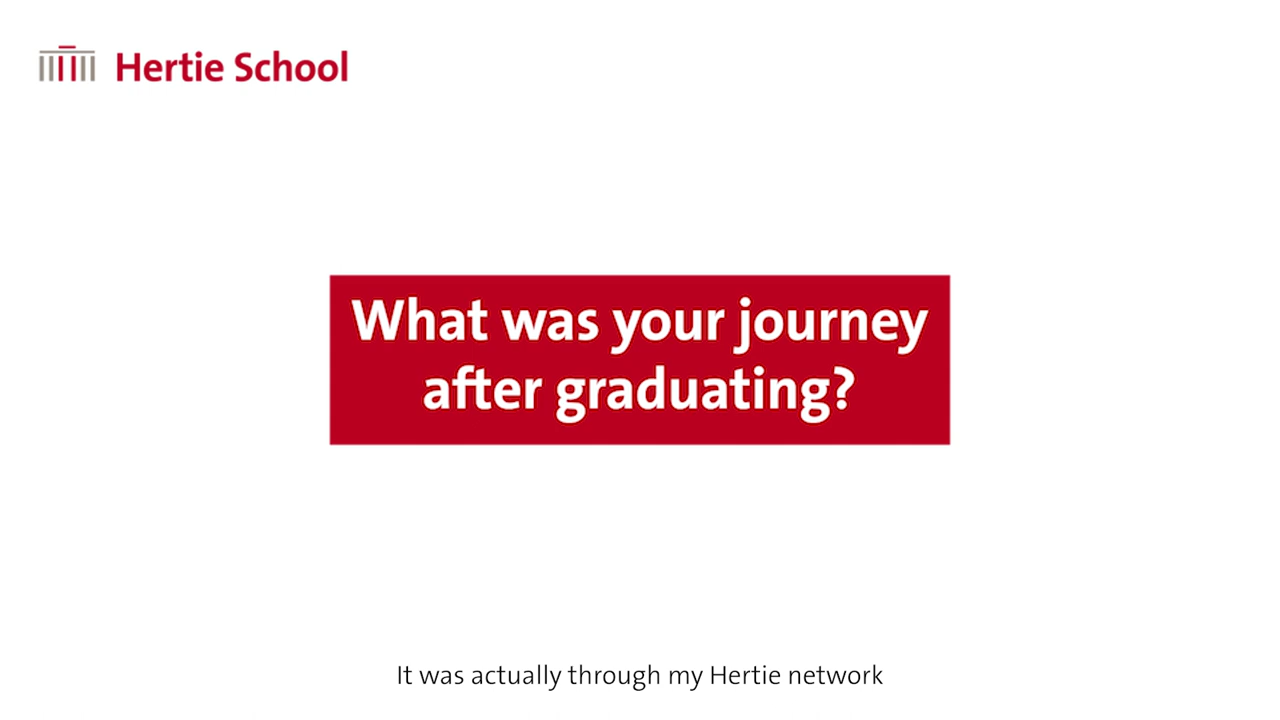 Hertie School
What was your journey
after graduating?
It was actually through my Hertie network